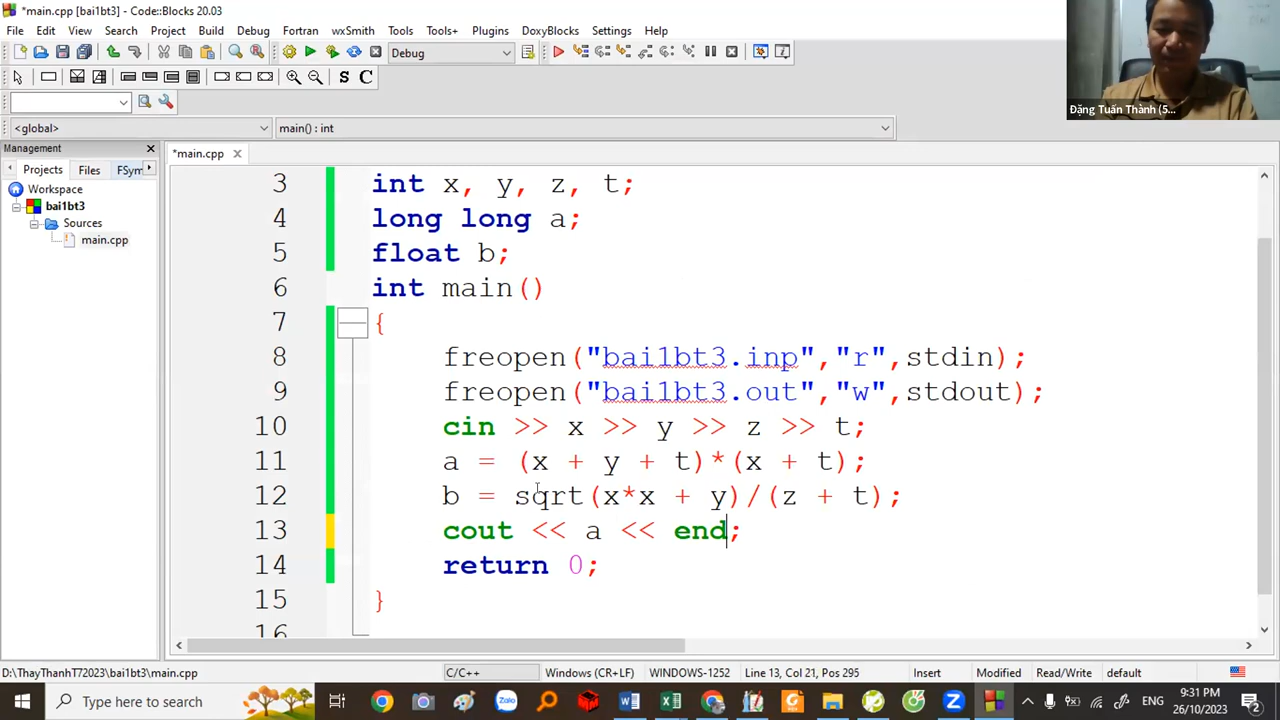 *main.cpp [bai1bt3] - Code::Blocks 20.03
File Edit View Search Project Build Debug Fortran wxSmith Tools Tools+ Plugins DoxyBlocks Settings Help
Debug
S C
<global> main() : int
Management
Projects Files FSym
*main.cpp
Workspace
bai1bt3
Sources
main.cpp
3 int x, y, z, t;
4 long long a;
5 float b;
6 int main()
7 {
8 freopen("bai1bt3.inp","r",stdin);
9 freopen("bai1bt3.out","w",stdout);
10 cin >> x >> y >> z >> t;
11 a = (x + y + t)*(x + t);
12 b = sqrt(x*x + y)/(z + t);
13 cout << a << end;
14 return 0;
15 }
16
Đặng Tuấn Thành (5...
D:\ThayThanhT72023\bai1bt3\main.cpp C/C++ Windows (CR+LF) WINDOWS-1252 Line 13, Col 21, Pos 295 Insert Modified Read/Write default
Type here to search
Zalo
ENG
9:31 PM
26/10/2023
2